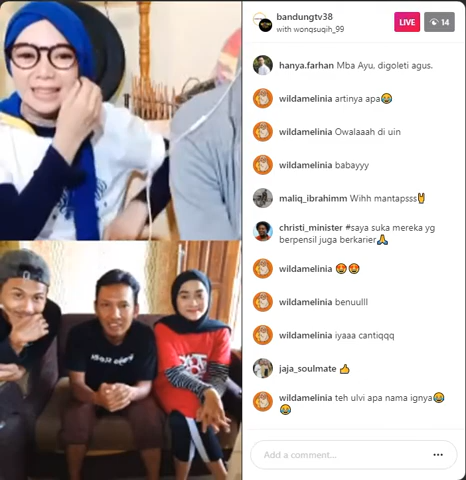 bandungtv38
with wonqsuqih_99
LIVE
14
hanya.farhan Mba Ayu, digoleti agus.
wildamelinia artinya apa😂
wildamelinia Owalaaah di uin
wildamelinia babayyy
maliq_ibrahimm Wihh mantapsss🤘
christi_minister #saya suka mereka yg
berpensil juga berkarier🙏
wildamelinia 😍😍
wildamelinia benuulll
wildamelinia iyaaa cantiqqq
jaja_soulmate 👍
wildamelinia teh ulvi apa nama ignya😂
😂
Add a comment...